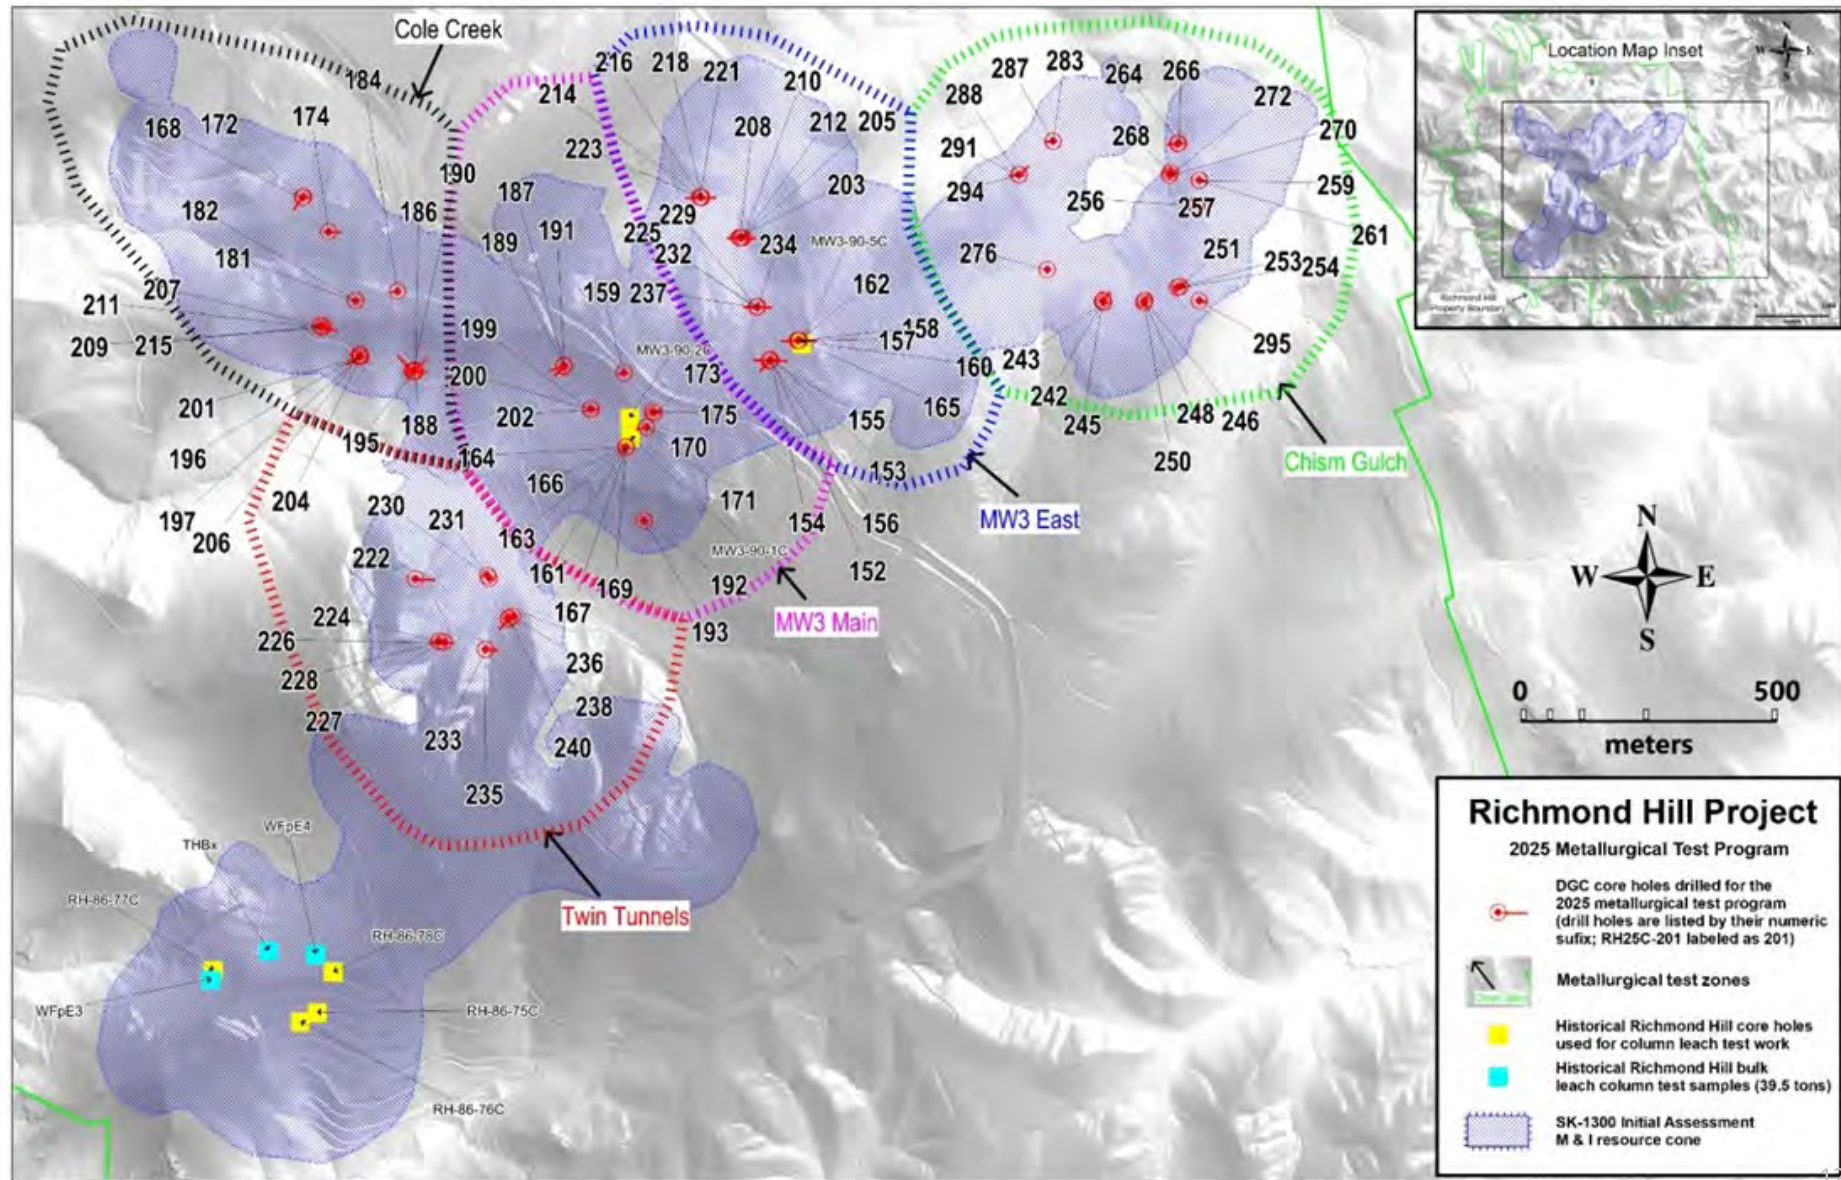 Cole Creek
184
174
172
168
182
181
207
211
209
215
201
196
197
206
204
195
188
186
190
216
218
221
210
214
208
212
205
223
203
187
229
225
234
MW3-90-5C
189
191
232
162
159
237
158
157
199
MW3-90-2C
173
160
200
202
175
155
165
164
170
153
166
171
154
156
163
MW3-90-1C
152
161
169
192
167
193
MW3 Main
MW3 East
287
283
264
266
288
272
270
291
268
294
259
256
257
276
251
261
253
254
243
295
242
245
248
246
250
Chism Gulch
230
231
222
224
226
228
227
236
238
233
240
235
Twin Tunnels
WFpE4
THBx
RH-86-77C
RH-86-78C
WFpE3
RH-86-75C
RH-86-76C
Location Map Inset
N
W
E
Richmond Hill
Property Boundary
N
W
E
S
0
500
meters
Richmond Hill Project
2025 Metallurgical Test Program
DGC core holes drilled for the
2025 metallurgical test program
(drill holes are listed by their numeric
sufix; RH25C-201 labeled as 201)
Metallurgical test zones
Historical Richmond Hill core holes
used for column leach test work
Historical Richmond Hill bulk
leach column test samples (39.5 tons)
SK-1300 Initial Assessment
M & I resource cone